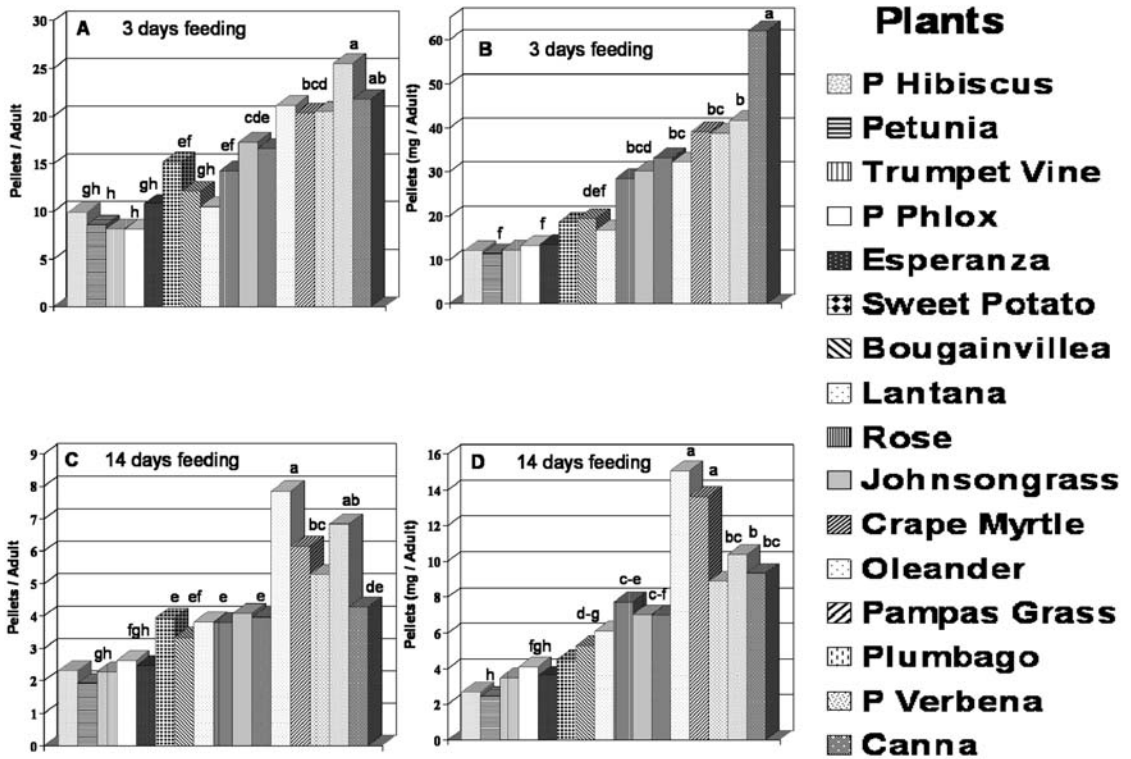 A 3 days feeding
Pellets / Adult
30
25
20
15
10
5
0
gh h h gh ef gh ef cde bcd a ab
B 3 days feeding
Pellets (mg / Adult)
60
50
40
30
20
10
0
f f def bcd bc bc b a
C 14 days feeding
Pellets / Adult
9
8
7
6
5
4
3
2
1
0
gh fgh e ef e e a bc ab de
D 14 days feeding
Pellets (mg / Adult)
16
14
12
10
8
6
4
2
0
h fgh d-g c-e c-f a a bc b bc
Plants
P Hibiscus
Petunia
Trumpet Vine
P Phlox
Esperanza
Sweet Potato
Bougainvillea
Lantana
Rose
Johnsongrass
Crape Myrtle
Oleander
Pampas Grass
Plumbago
P Verbena
Canna